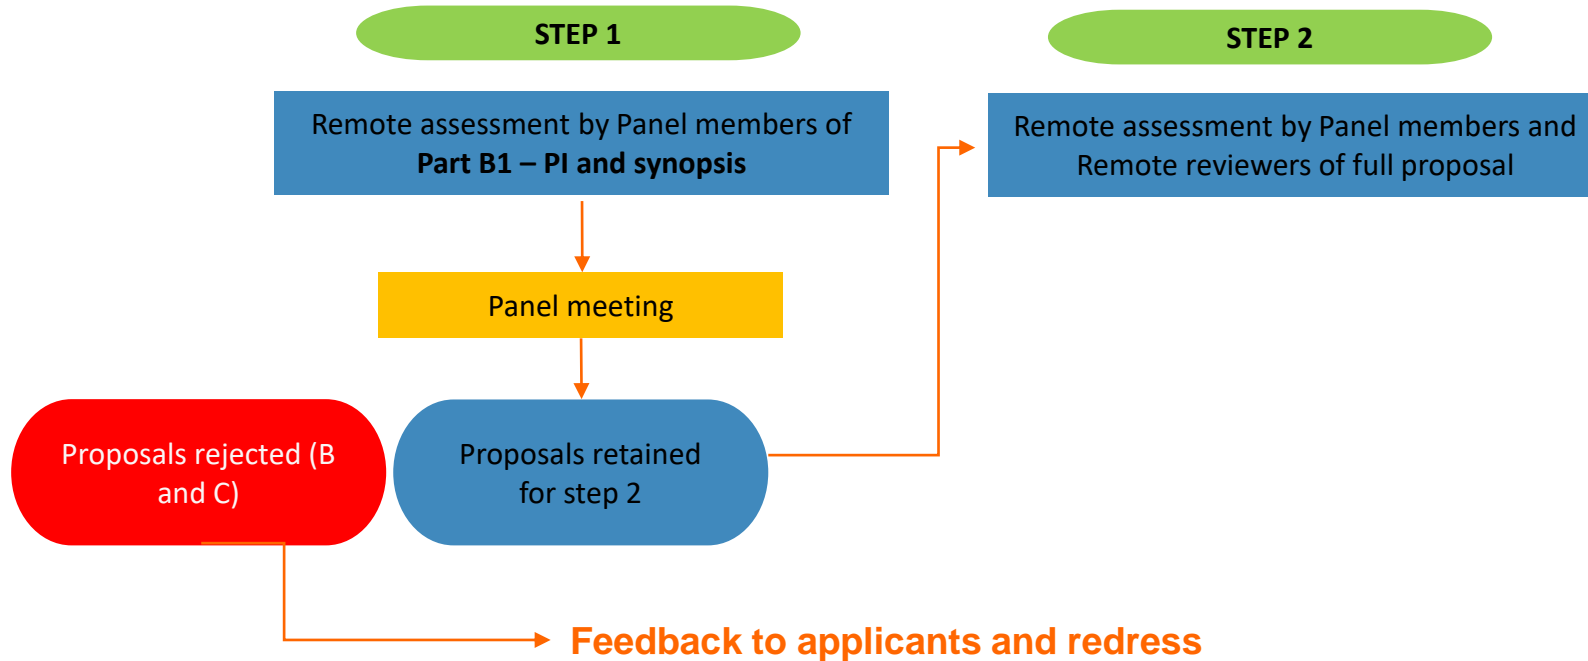 STEP 1
STEP 2
Remote assessment by Panel members of
Part B1 – PI and synopsis
Remote assessment by Panel members and
Remote reviewers of full proposal
Panel meeting
Proposals rejected (B
and C)
Proposals retained
for step 2
Feedback to applicants and redress